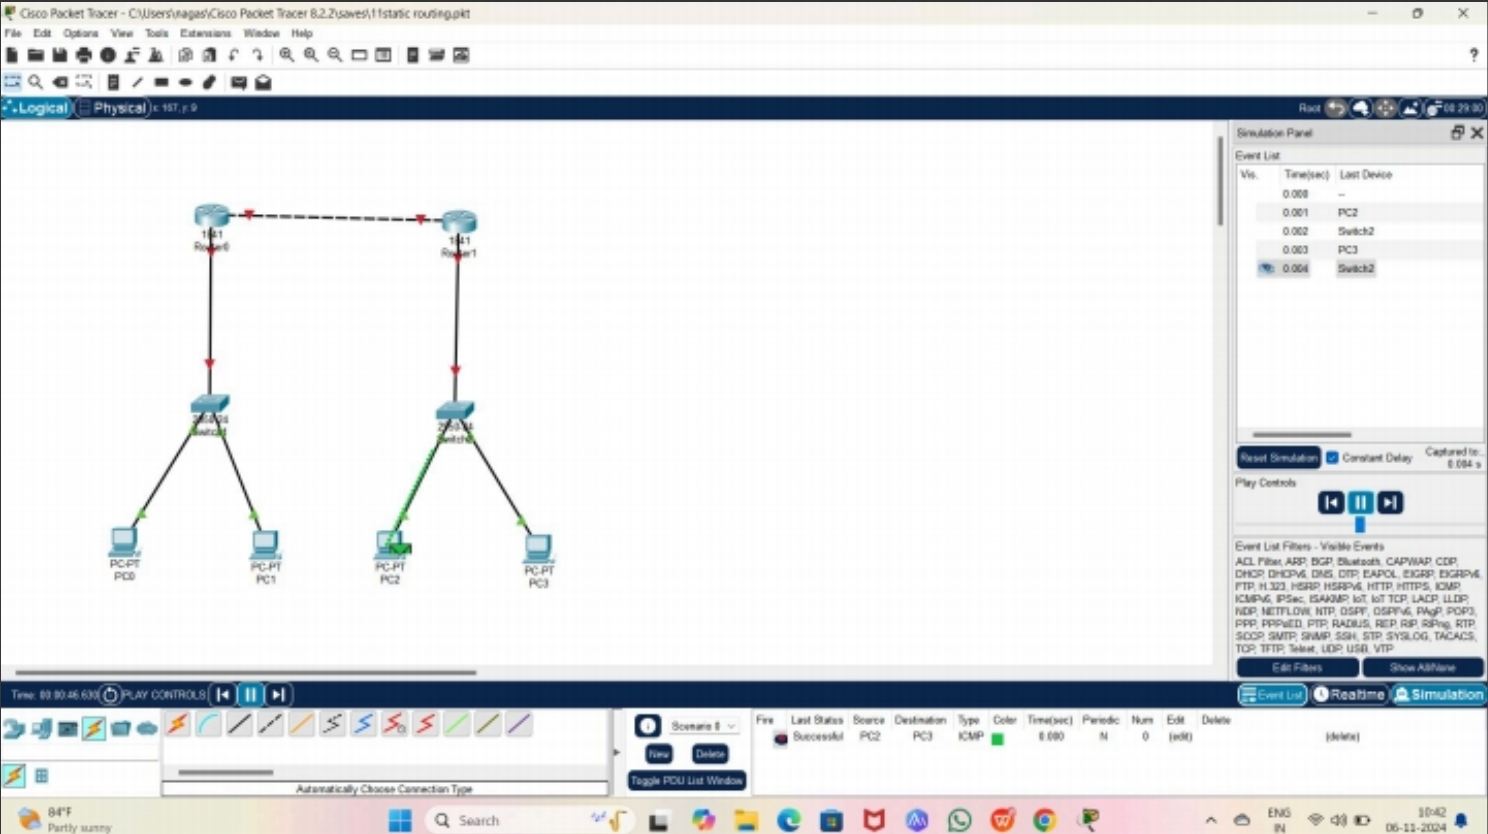 Cisco Packet Tracer - C:\Users\nagas\Cisco Packet Tracer 8.2.2\saves\11static routing.pkt
File Edit Options View Tools Extensions Window Help
?
Logical Physical x: 167, y: 9 Root 00:29:00
Simulation Panel
Event List
Vis. Time(sec) Last Device
0.000 --
0.001 PC2
0.002 Switch2
0.003 PC3
0.004 Switch2
1841
1841
Router1
PC-PT
PC0
PC-PT
PC1
PC-PT
PC2
PC-PT
PC3
Reset Simulation Constant Delay Captured to:
0.004 s
Play Controls
Event List Filters - Visible Events
ACL Filter, ARP, BGP, Bluetooth, CAPWAP, CDP,
DHCP, DHCPv6, DNS, DTP, EAPOL, EIGRP, EIGRPv6,
FTP, H.323, HSRP, HSRPv6, HTTP, HTTPS, ICMP,
ICMPv6, IPSec, ISAKMP, IoT, IoT TCP, LACP, LLDP,
NDP, NETFLOW, NTP, OSPF, OSPFv6, PAgP, POP3,
PPP, PPPoED, PTP, RADIUS, REP, RIP, RIPng, RTP,
SCCP, SMTP, SNMP, SSH, STP, SYSLOG, TACACS,
TCP, TFTP, Telnet, UDP, USB, VTP
Edit Filters Show All/None
Time: 00:00:46.630 PLAY CONTROLS: Event List Realtime Simulation
Scenario 0
New Delete
Toggle PDU List Window
Fire Last Status Source Destination Type Color Time(sec) Periodic Num Edit Delete
Successful PC2 PC3 ICMP 0.000 N 0 (edit) (delete)
Automatically Choose Connection Type
84°F
Partly sunny
Search
ENG
IN
10:42
06-11-2024